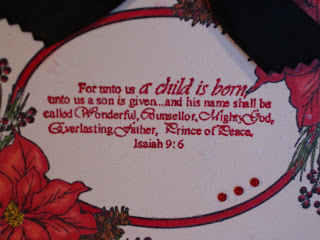 For unto us a child is born
unto us a son is given...and his name shall be
called Wonderful, Counsellor, Mighty God,
Everlasting Father, Prince of Peace,
Isaiah 9:6